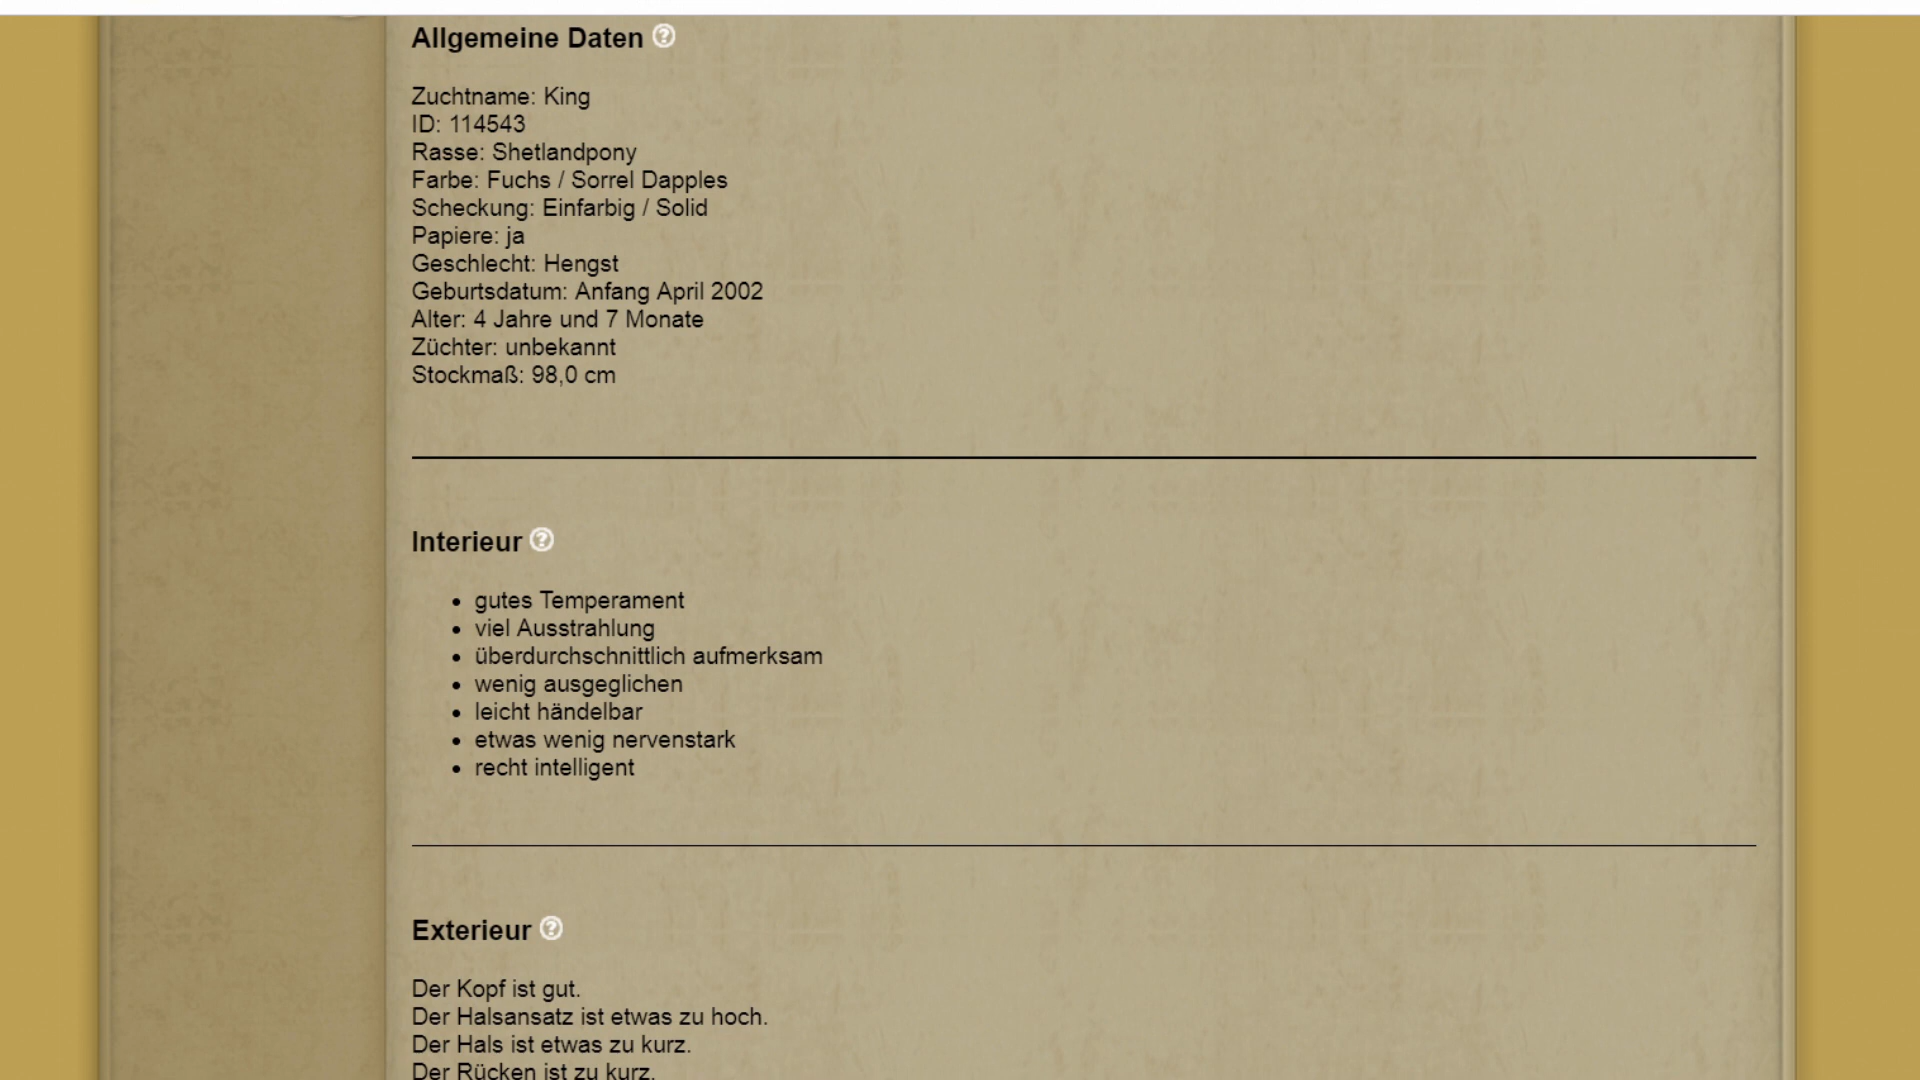 Allgemeine Daten
Zuchtname: King
ID: 114543
Rasse: Shetlandpony
Farbe: Fuchs / Sorrel Dapples
Scheckung: Einfarbig / Solid
Papiere: ja
Geschlecht: Hengst
Geburtsdatum: Anfang April 2002
Alter: 4 Jahre und 7 Monate
Züchter: unbekannt
Stockmaß: 98,0 cm
Interieur
gutes Temperament
viel Ausstrahlung
überdurchschnittlich aufmerksam
wenig ausgeglichen
leicht händelbar
etwas wenig nervenstark
recht intelligent
Exterieur
Der Kopf ist gut.
Der Halsansatz ist etwas zu hoch.
Der Hals ist etwas zu kurz.
Der Rücken ist zu kurz.